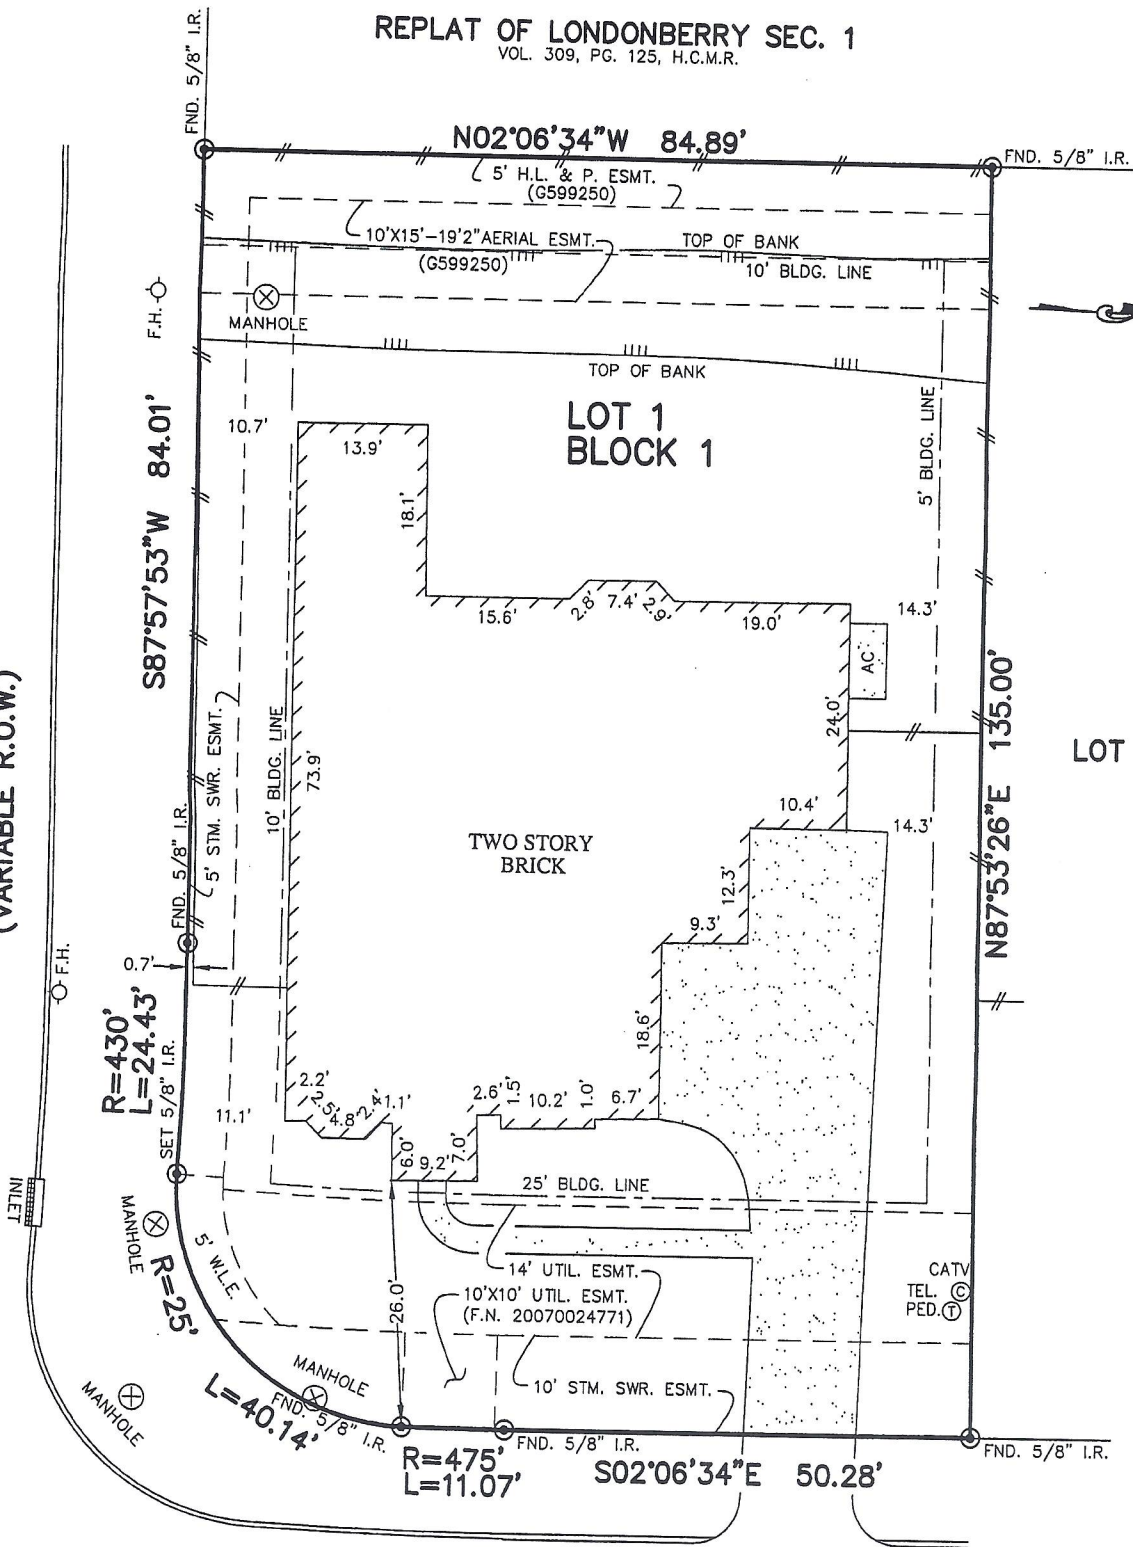 REPLAT OF LONDONBERRY SEC. 1
VOL. 309, PG. 125, H.C.M.R.
FND. 5/8" I.R.
N02°06'34"W 84.89'
FND. 5/8" I.R.
5' H.L. & P. ESMT.
(G599250)
10'X15'-19'2"AERIAL ESMT.
(G599250)
TOP OF BANK
10' BLDG. LINE
F.H.
MANHOLE
TOP OF BANK
LOT 1
BLOCK 1
5' BLDG. LINE
S87°57'53"W 84.01'
10.7'
13.9'
18.1'
15.6'
2.8'
7.4'
2.9'
19.0'
14.3'
AC
24.0'
N87°53'26"E 135.00'
LOT
(VARIABLE R.O.W.)
5' STM. SWR. ESMT.
10' BLDG. LINE
73.9'
TWO STORY
BRICK
10.4'
14.3'
12.3'
9.3'
18.6'
FND. 5/8" I.R.
0.7'
F.H.
R=430'
L=24.43'
SET 5/8" I.R.
11.1'
2.2'
2.5'
4.8'
2.4'
1.1'
6.0'
9.2'
7.0'
2.6'
1.5'
10.2'
1.0'
6.7'
25' BLDG. LINE
INLET
MANHOLE
R=25'
5' W.L.E.
14' UTIL. ESMT.
10'X10' UTIL. ESMT.
(F.N. 20070024771)
26.0'
CATV
TEL. C
PED. T
MANHOLE
MANHOLE
L=40.14'
FND. 5/8" I.R.
10' STM. SWR. ESMT.
R=475'
L=11.07'
FND. 5/8" I.R.
S02°06'34"E 50.28'
FND. 5/8" I.R.